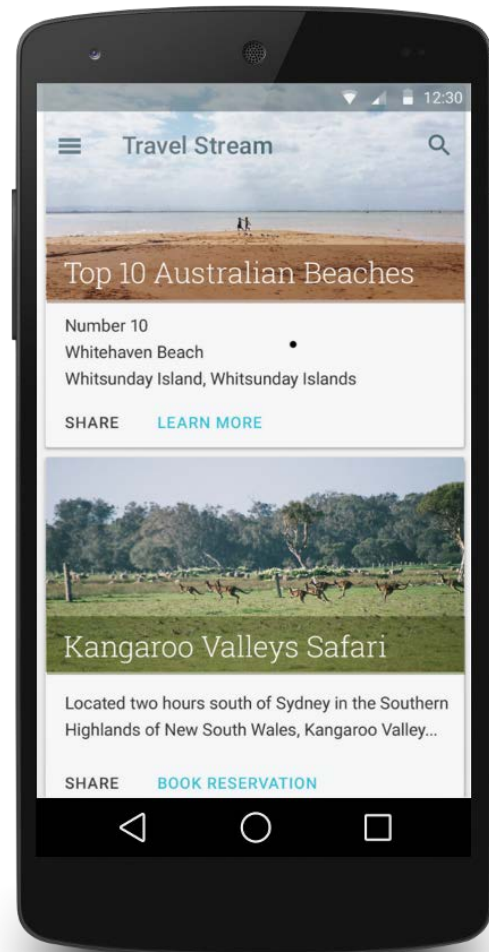 12:30
Travel Stream
Top 10 Australian Beaches
Number 10
Whitehaven Beach
Whitsunday Island, Whitsunday Islands
SHARE LEARN MORE
Kangaroo Valleys Safari
Located two hours south of Sydney in the Southern
Highlands of New South Wales, Kangaroo Valley...
SHARE BOOK RESERVATION